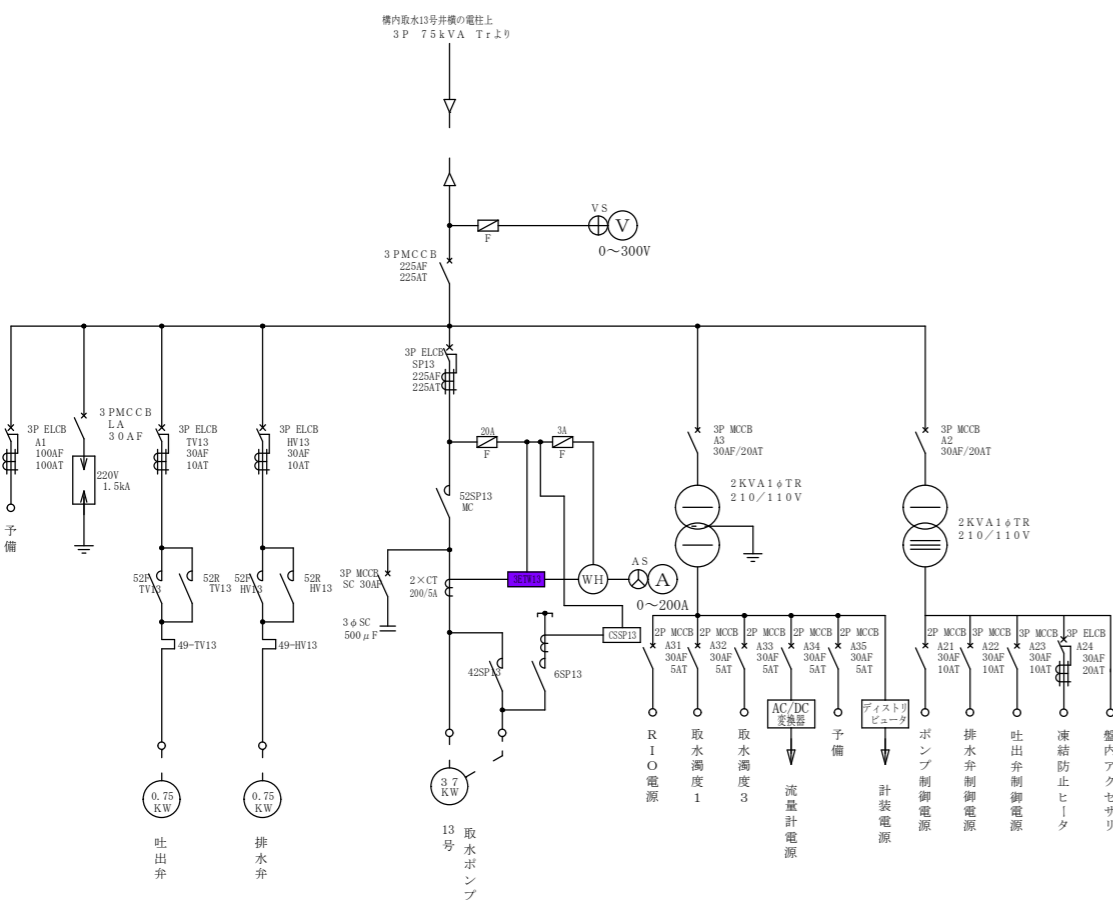 構内取水13号井横の電柱上
3P 75kVA Trより
VS
V
F
0～300V
3PMCCB
225AF
225AT
3P ELCB
SP13
225AF
225AT
3P ELCB
A1
100AF
100AT
予備
3PMCCB
LA
30AF
220V
1.5kA
3P ELCB
TV13
30AF
10AT
3P ELCB
HV13
30AF
10AT
20A
F
3A
F
3P MCCB
A3
30AF/20AT
3P MCCB
A2
30AF/20AT
2KVA1φTR
210/110V
2KVA1φTR
210/110V
52SP13
MC
52F
TV13
52R
TV13
52F
HV13
52R
HV13
3P MCCB
SC 30AF
3φSC
500μF
2×CT
200/5A
WH
AS
A
0～200A
49-TV13
49-HV13
CSSP13
42SP13
6SP13
2P MCCB
A31
30AF
5AT
2P MCCB
A32
30AF
5AT
2P MCCB
A33
30AF
5AT
2P MCCB
A34
30AF
5AT
2P MCCB
A35
30AF
5AT
2P MCCB
A21
30AF
10AT
3P MCCB
A22
30AF
10AT
3P MCCB
A23
30AF
10AT
3P ELCB
A24
30AF
20AT
AC/DC
変換器
ディストリ
ビュータ
RIO電源
取水濁度1
取水濁度3
流量計電源
予備
計装電源
ポンプ制御電源
排水弁制御電源
吐出弁制御電源
凍結防止ヒータ
盤内アクセサリ
0.75
KW
吐出弁
0.75
KW
排水弁
37
KW
13号
取水ポンプ